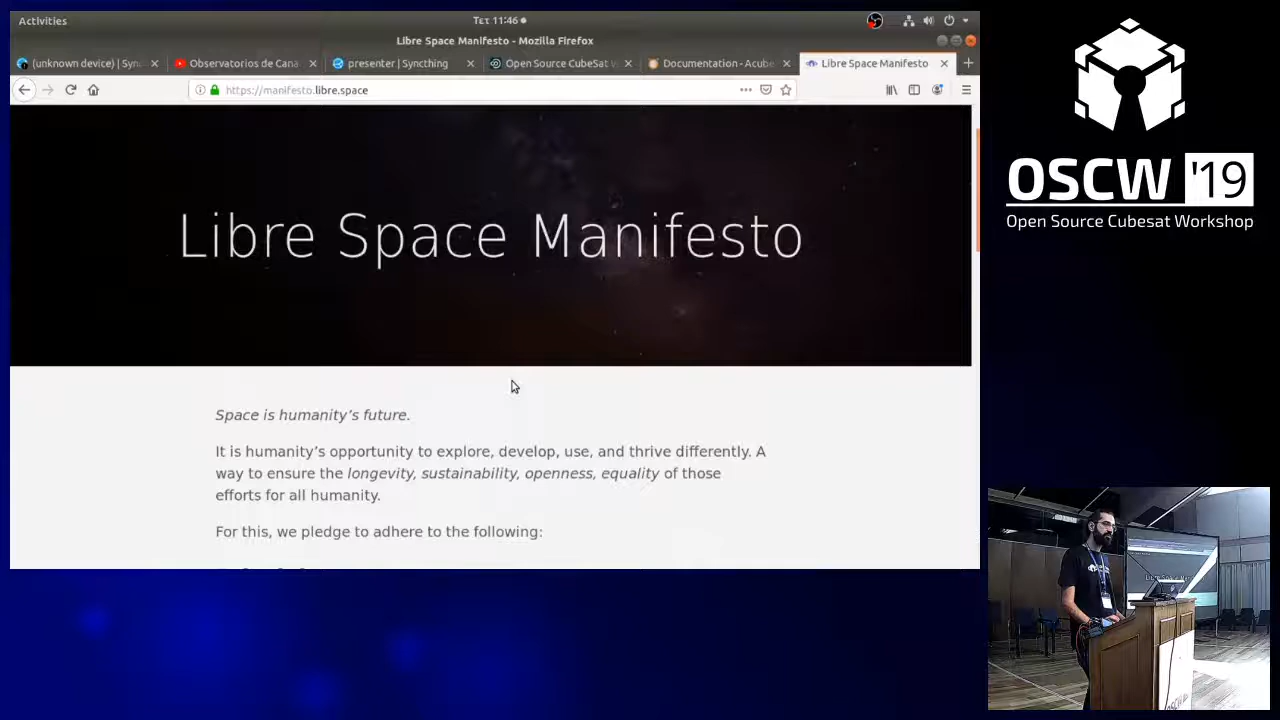 Activities
Τετ 11:46
Libre Space Manifesto - Mozilla Firefox
(unknown device) | Syn
Observatorios de Cana
presenter | Syncthing
Open Source CubeSat w
Documentation - Acube
Libre Space Manifesto
https://manifesto.libre.space
Libre Space Manifesto
Space is humanity's future.
It is humanity's opportunity to explore, develop, use, and thrive differently. A
way to ensure the longevity, sustainability, openness, equality of those
efforts for all humanity.
For this, we pledge to adhere to the following:
OSCW '19
Open Source Cubesat Workshop